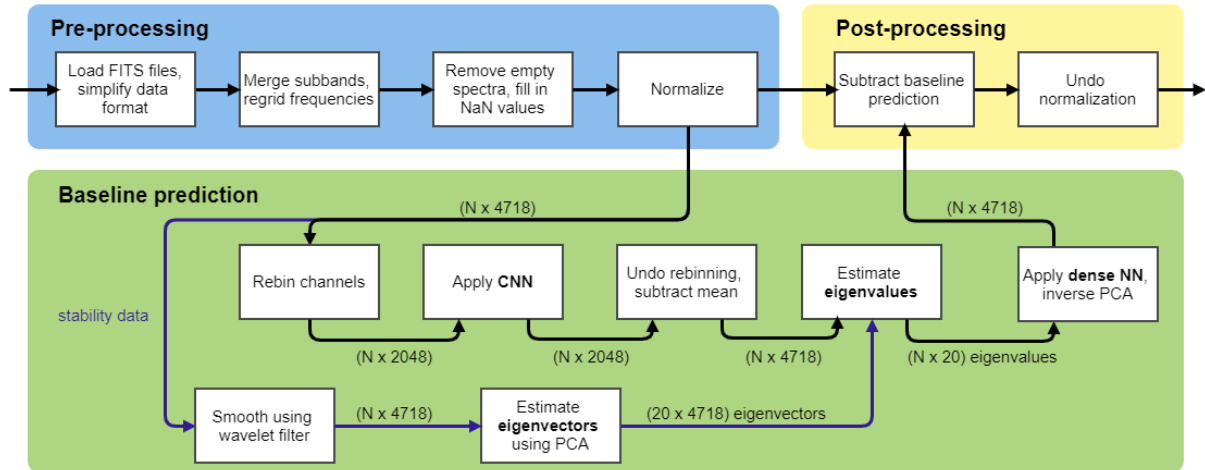 Pre-processing
Load FITS files,
simplify data
format
Merge subbands,
regrid frequencies
Remove empty
spectra, fill in
NaN values
Normalize
Post-processing
Subtract baseline
prediction
Undo
normalization
Baseline prediction
(N x 4718)
(N x 4718)
Rebin channels
Apply CNN
Undo rebinning,
subtract mean
Estimate
eigenvalues
Apply dense NN,
inverse PCA
stability data
(N x 2048)
(N x 2048)
(N x 4718)
(N x 20) eigenvalues
Smooth using
wavelet filter
(N x 4718)
Estimate
eigenvectors
using PCA
(20 x 4718) eigenvectors